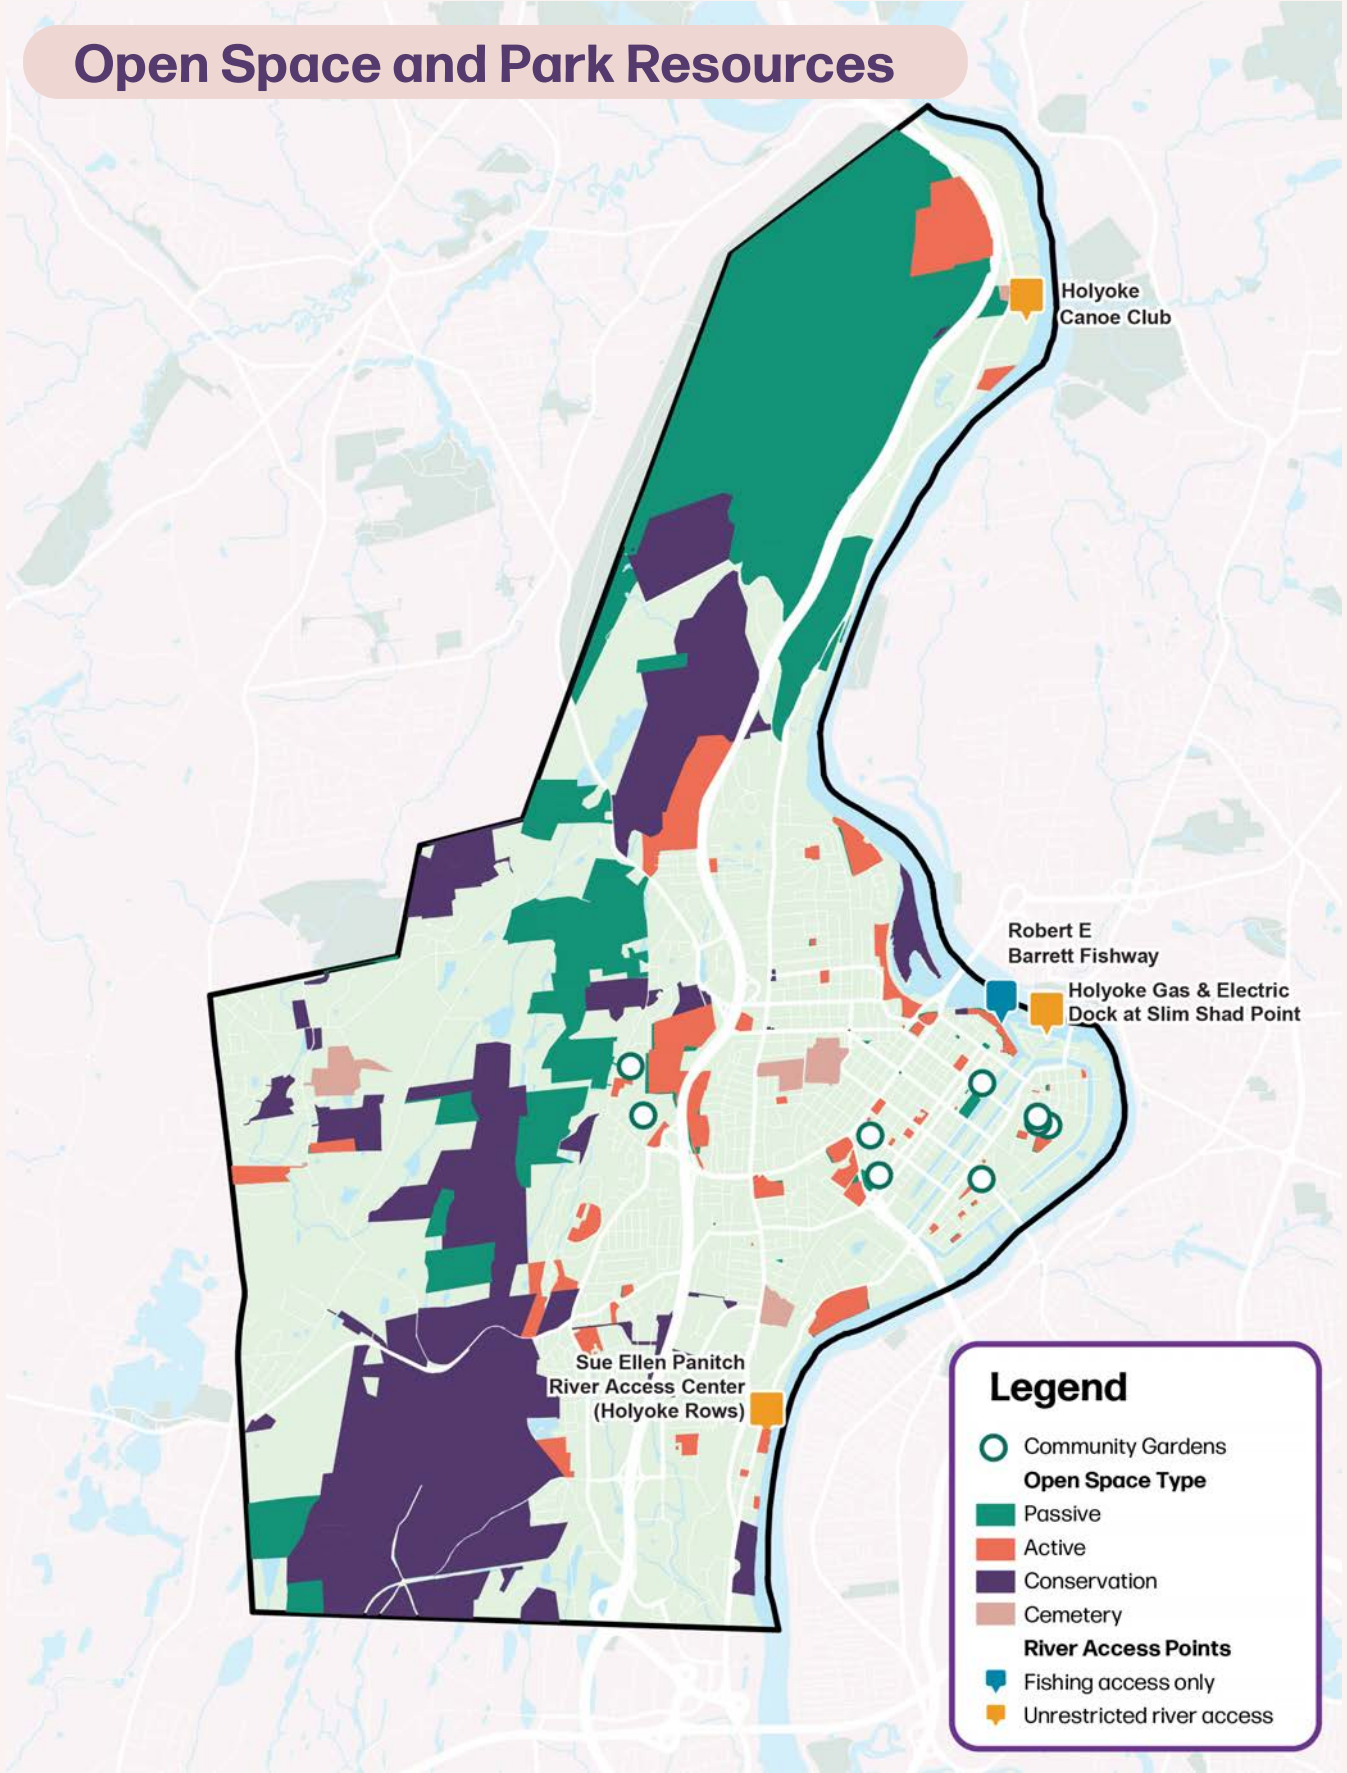 Open Space and Park Resources
Holyoke
Canoe Club
Robert E
Barrett Fishway
Holyoke Gas & Electric
Dock at Slim Shad Point
Sue Ellen Panitch
River Access Center
(Holyoke Rows)
Legend
Community Gardens
Open Space Type
Passive
Active
Conservation
Cemetery
River Access Points
Fishing access only
Unrestricted river access